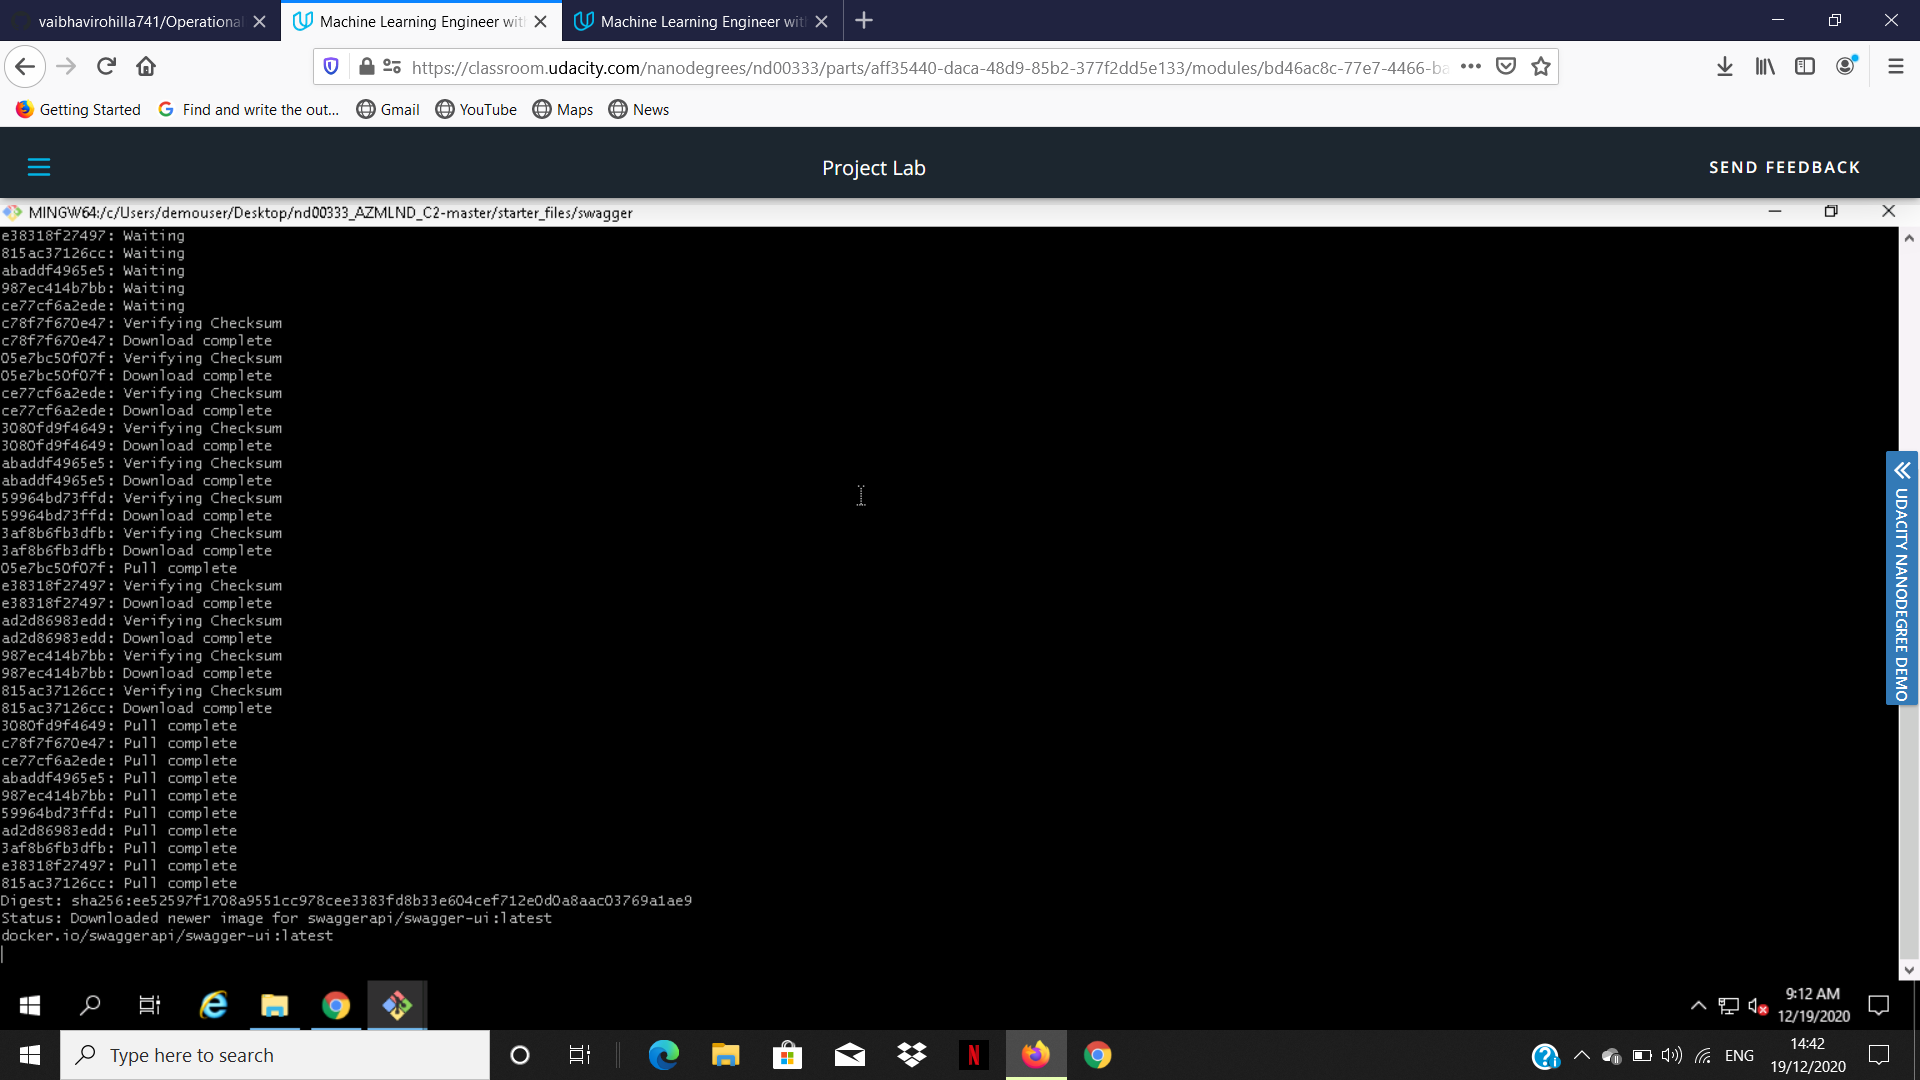 vaibhavirohilla741/Operational
Machine Learning Engineer wit
Machine Learning Engineer wit
https://classroom.udacity.com/nanodegrees/nd00333/parts/aff35440-daca-48d9-85b2-377f2dd5e133/modules/bd46ac8c-77e7-4466-ba
Getting Started
Find and write the out...
Gmail
YouTube
Maps
News
Project Lab
SEND FEEDBACK
MINGW64:/c/Users/demouser/Desktop/nd00333_AZMLND_C2-master/starter_files/swagger
e38318f27497: Waiting
815ac37126cc: Waiting
abaddf4965e5: Waiting
987ec414b7bb: Waiting
ce77cf6a2ede: Waiting
c78f7f670e47: Verifying Checksum
c78f7f670e47: Download complete
05e7bc50f07f: Verifying Checksum
05e7bc50f07f: Download complete
ce77cf6a2ede: Verifying Checksum
ce77cf6a2ede: Download complete
3080fd9f4649: Verifying Checksum
3080fd9f4649: Download complete
abaddf4965e5: Verifying Checksum
abaddf4965e5: Download complete
59964bd73ffd: Verifying Checksum
59964bd73ffd: Download complete
3af8b6fb3dfb: Verifying Checksum
3af8b6fb3dfb: Download complete
05e7bc50f07f: Pull complete
e38318f27497: Verifying Checksum
e38318f27497: Download complete
ad2d86983edd: Verifying Checksum
ad2d86983edd: Download complete
987ec414b7bb: Verifying Checksum
987ec414b7bb: Download complete
815ac37126cc: Verifying Checksum
815ac37126cc: Download complete
3080fd9f4649: Pull complete
c78f7f670e47: Pull complete
ce77cf6a2ede: Pull complete
abaddf4965e5: Pull complete
987ec414b7bb: Pull complete
59964bd73ffd: Pull complete
ad2d86983edd: Pull complete
3af8b6fb3dfb: Pull complete
e38318f27497: Pull complete
815ac37126cc: Pull complete
Digest: sha256:ee52597f1708a9551cc978cee3383fd8b33e604cef712e0d0a8aac03769a1ae9
Status: Downloaded newer image for swaggerapi/swagger-ui:latest
docker.io/swaggerapi/swagger-ui:latest
UDACITY NANODEGREE DEMO
9:12 AM
12/19/2020
Type here to search
ENG
14:42
19/12/2020